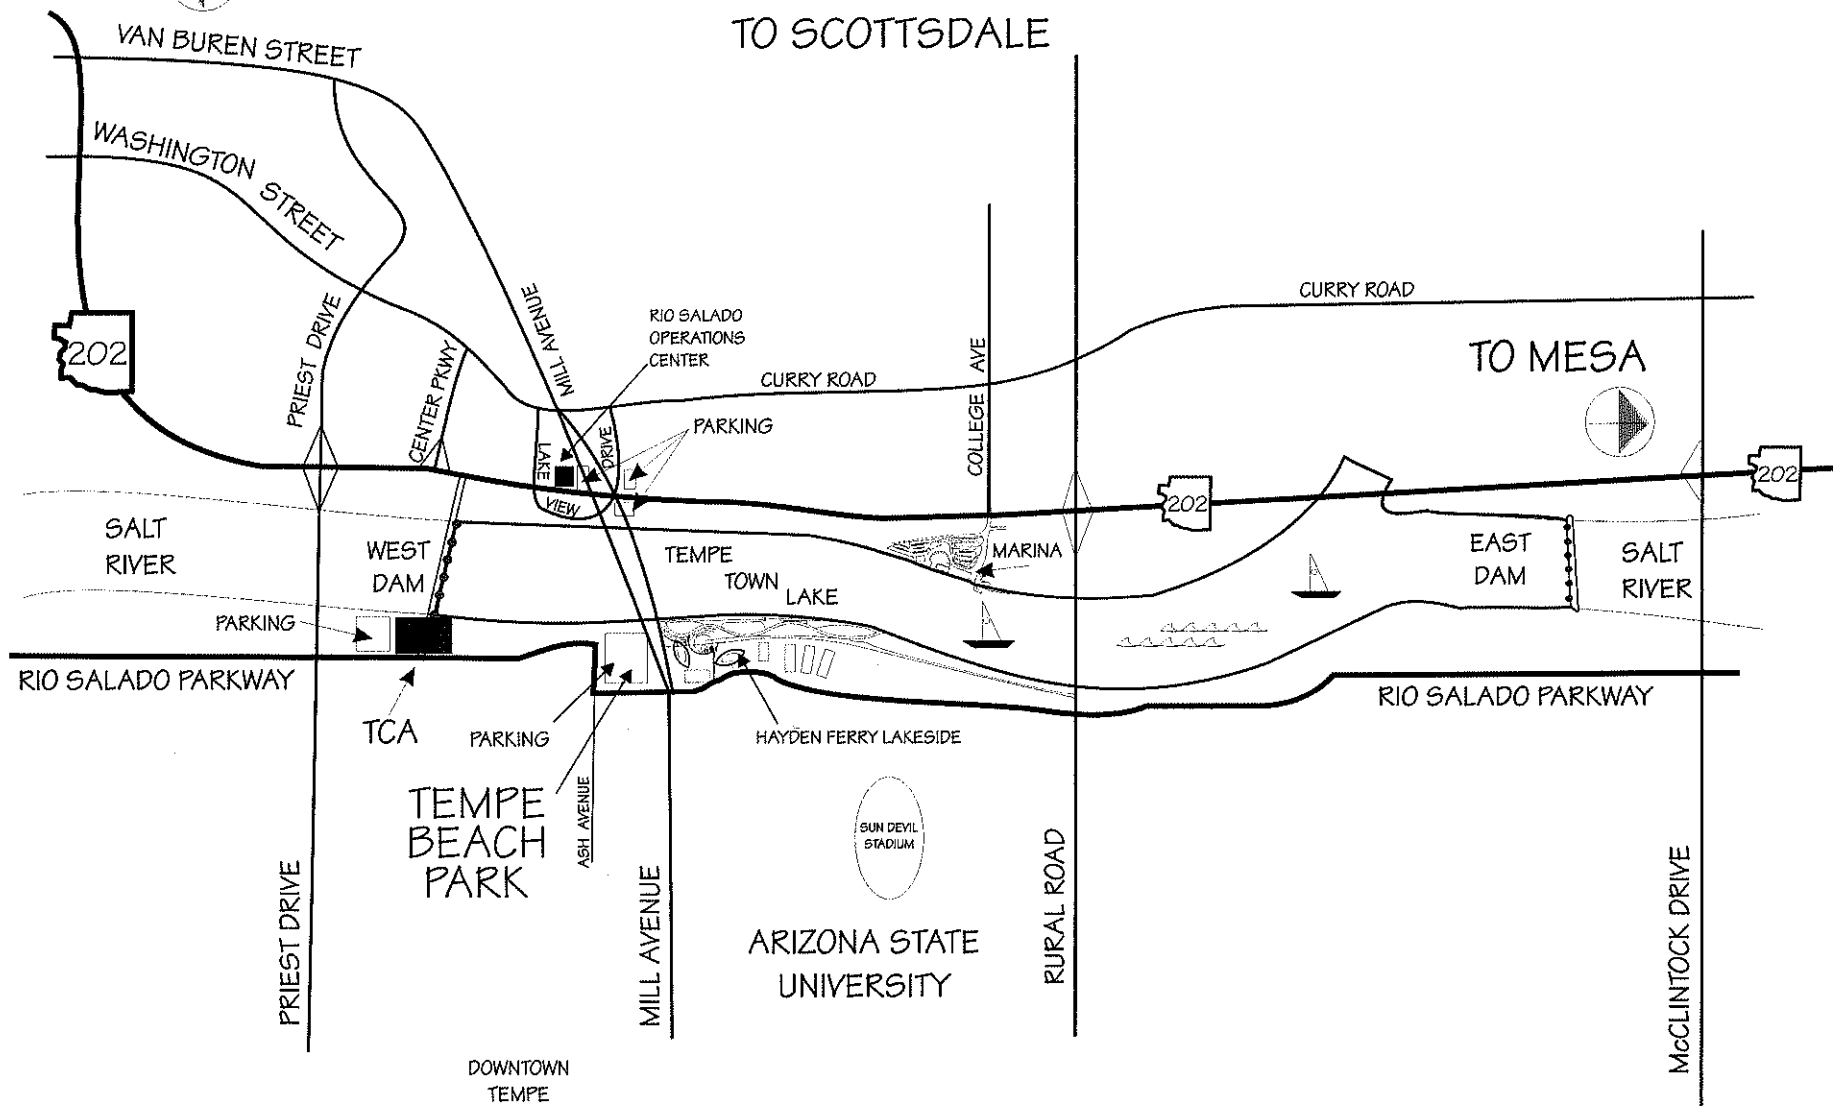 TO SCOTTSDALE
VAN BUREN STREET
WASHINGTON STREET
MILL AVENUE
RIO SALADO
OPERATIONS
CENTER
CURRY ROAD
TO MESA
202
PRIEST DRIVE
CENTER PKWY
CURRY ROAD
COLLEGE AVE
LAKE
VIEW
DRIVE
PARKING
202
202
SALT
RIVER
WEST
DAM
TEMPE
TOWN
LAKE
MARINA
EAST
DAM
SALT
RIVER
PARKING
RIO SALADO PARKWAY
RIO SALADO PARKWAY
TCA
PARKING
HAYDEN FERRY LAKESIDE
TEMPE
BEACH
PARK
ASH AVENUE
SUN DEVIL
STADIUM
PRIEST DRIVE
MILL AVENUE
ARIZONA STATE
UNIVERSITY
RURAL ROAD
McCLINTOCK DRIVE
DOWNTOWN
TEMPE